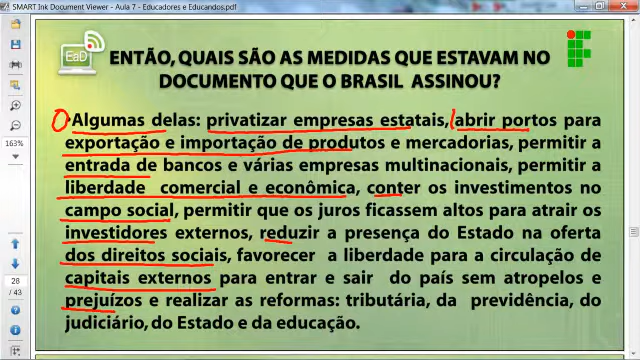 SMART Ink Document Viewer - Aula 7 - Educadores e Educandos.pdf
EaD
ENTÃO, QUAIS SÃO AS MEDIDAS QUE ESTAVAM NO
DOCUMENTO QUE O BRASIL ASSINOU?
Algumas delas: privatizar empresas estatais, abrir portos para
exportação e importação de produtos e mercadorias, permitir a
entrada de bancos e várias empresas multinacionais, permitir a
liberdade comercial e econômica, conter os investimentos no
campo social, permitir que os juros ficassem altos para atrair os
investidores externos, reduzir a presença do Estado na oferta
dos direitos sociais, favorecer a liberdade para a circulação de
capitais externos para entrar e sair do país sem atropelos e
prejuízos e realizar as reformas: tributária, da previdência, do
judiciário, do Estado e da educação.
163%
28
/ 43